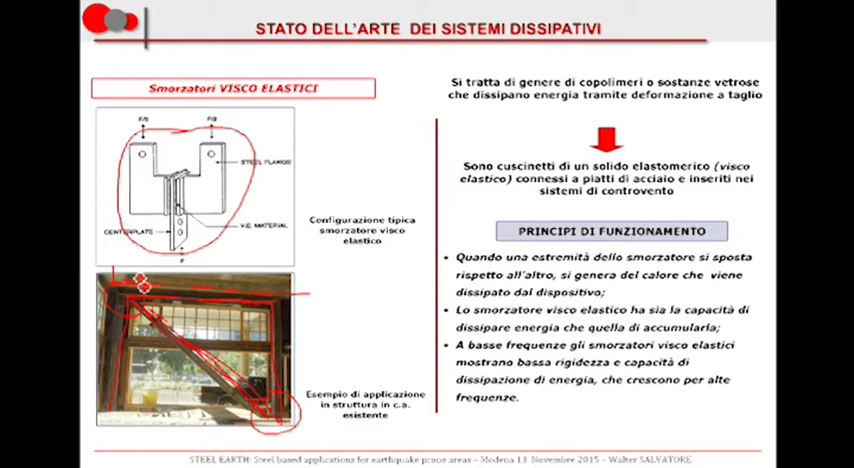 STATO DELL'ARTE DEI SISTEMI DISSIPATIVI
Smorzatori VISCO ELASTICI
F/2
F/2
STEEL FLANGE
V.E. MATERIAL
CENTERPLATE
F
Configurazione tipica
smorzatore visco
elastico
Esempio di applicazione
in struttura in c.a.
esistente
Si tratta di genere di copolimeri o sostanze vetrose
che dissipano energia tramite deformazione a taglio
Sono cuscinetti di un solido elastomerico (visco
elastico) connessi a piatti di acciaio e inseriti nei
sistemi di controvento
PRINCIPI DI FUNZIONAMENTO
• Quando una estremità dello smorzatore si sposta
rispetto all'altro, si genera del calore che viene
dissipato dal dispositivo;
• Lo smorzatore visco elastico ha sia la capacità di
dissipare energia che quella di accumularla;
• A basse frequenze gli smorzatori visco elastici
mostrano bassa rigidezza e capacità di
dissipazione di energia, che crescono per alte
frequenze.
STEEL EARTH: Steel based applications for earthquake prone areas – Modena 13 Novembre 2015 – Walter SALVATORE